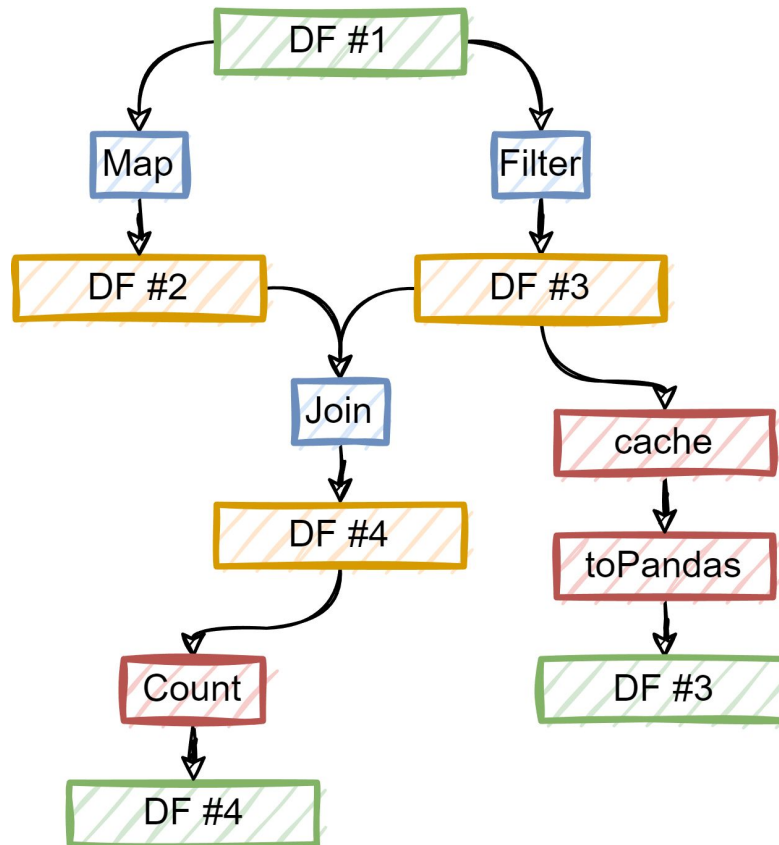 DF #1
Map
Filter
DF #2
DF #3
Join
cache
DF #4
toPandas
Count
DF #3
DF #4